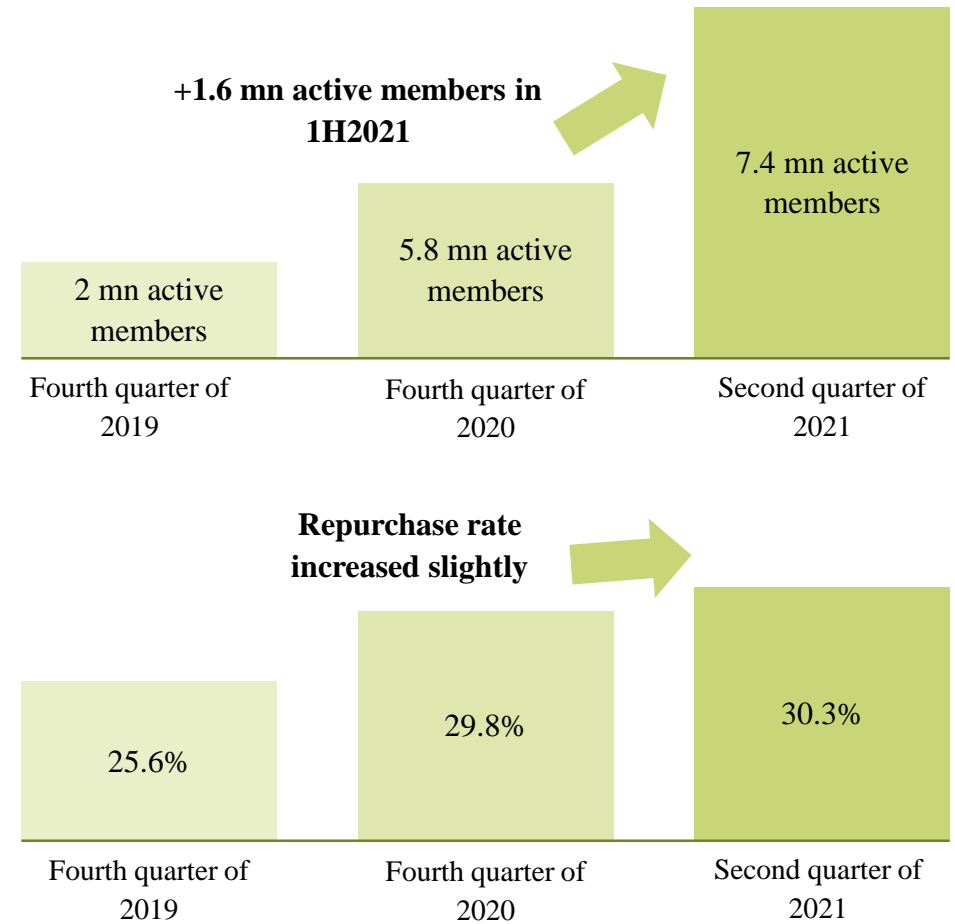 +1.6 mn active members in
1H2021
7.4 mn active
members
5.8 mn active
members
2 mn active
members
Fourth quarter of
2019
Fourth quarter of
2020
Second quarter of
2021
Repurchase rate
increased slightly
25.6%
29.8%
30.3%
Fourth quarter of
2019
Fourth quarter of
2020
Second quarter of
2021